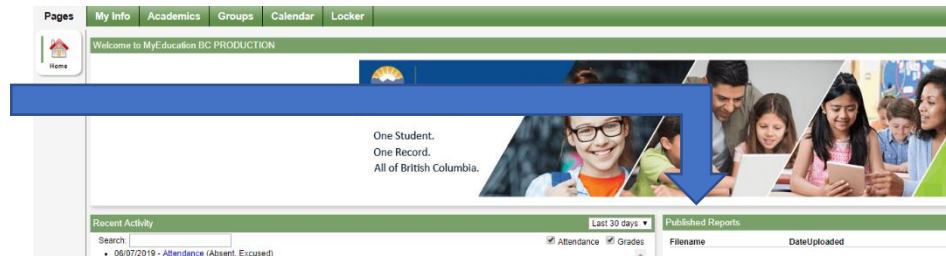 Pages My Info Academics Groups Calendar Locker
Home
Welcome to MyEducation BC PRODUCTION
One Student.
One Record.
All of British Columbia.
Recent Activity Last 30 days
Published Reports
Search: Attendance Grades
Filename DateUploaded
06/07/2019 - Attendance (Absent, Excused)